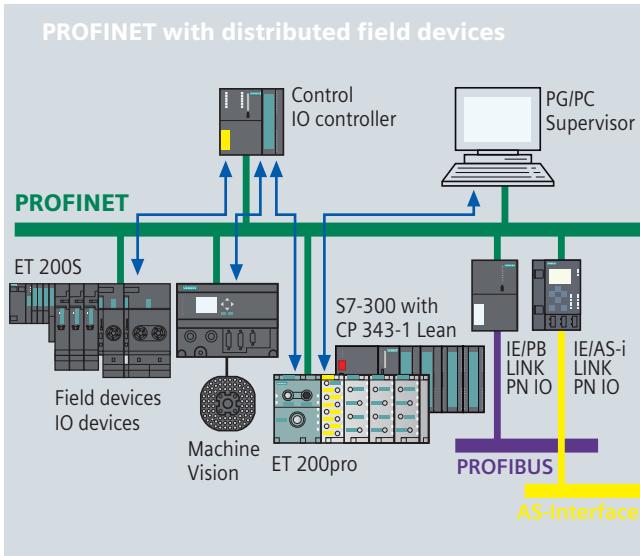 PROFINET with distributed field devices
Control
IO controller
PG/PC
Supervisor
PROFINET
ET 200S
S7-300 with
CP 343-1 Lean
IE/PB
LINK
PN IO
IE/AS-i
LINK
PN IO
Field devices
IO devices
Machine
Vision
ET 200pro
PROFIBUS
AS-Interface